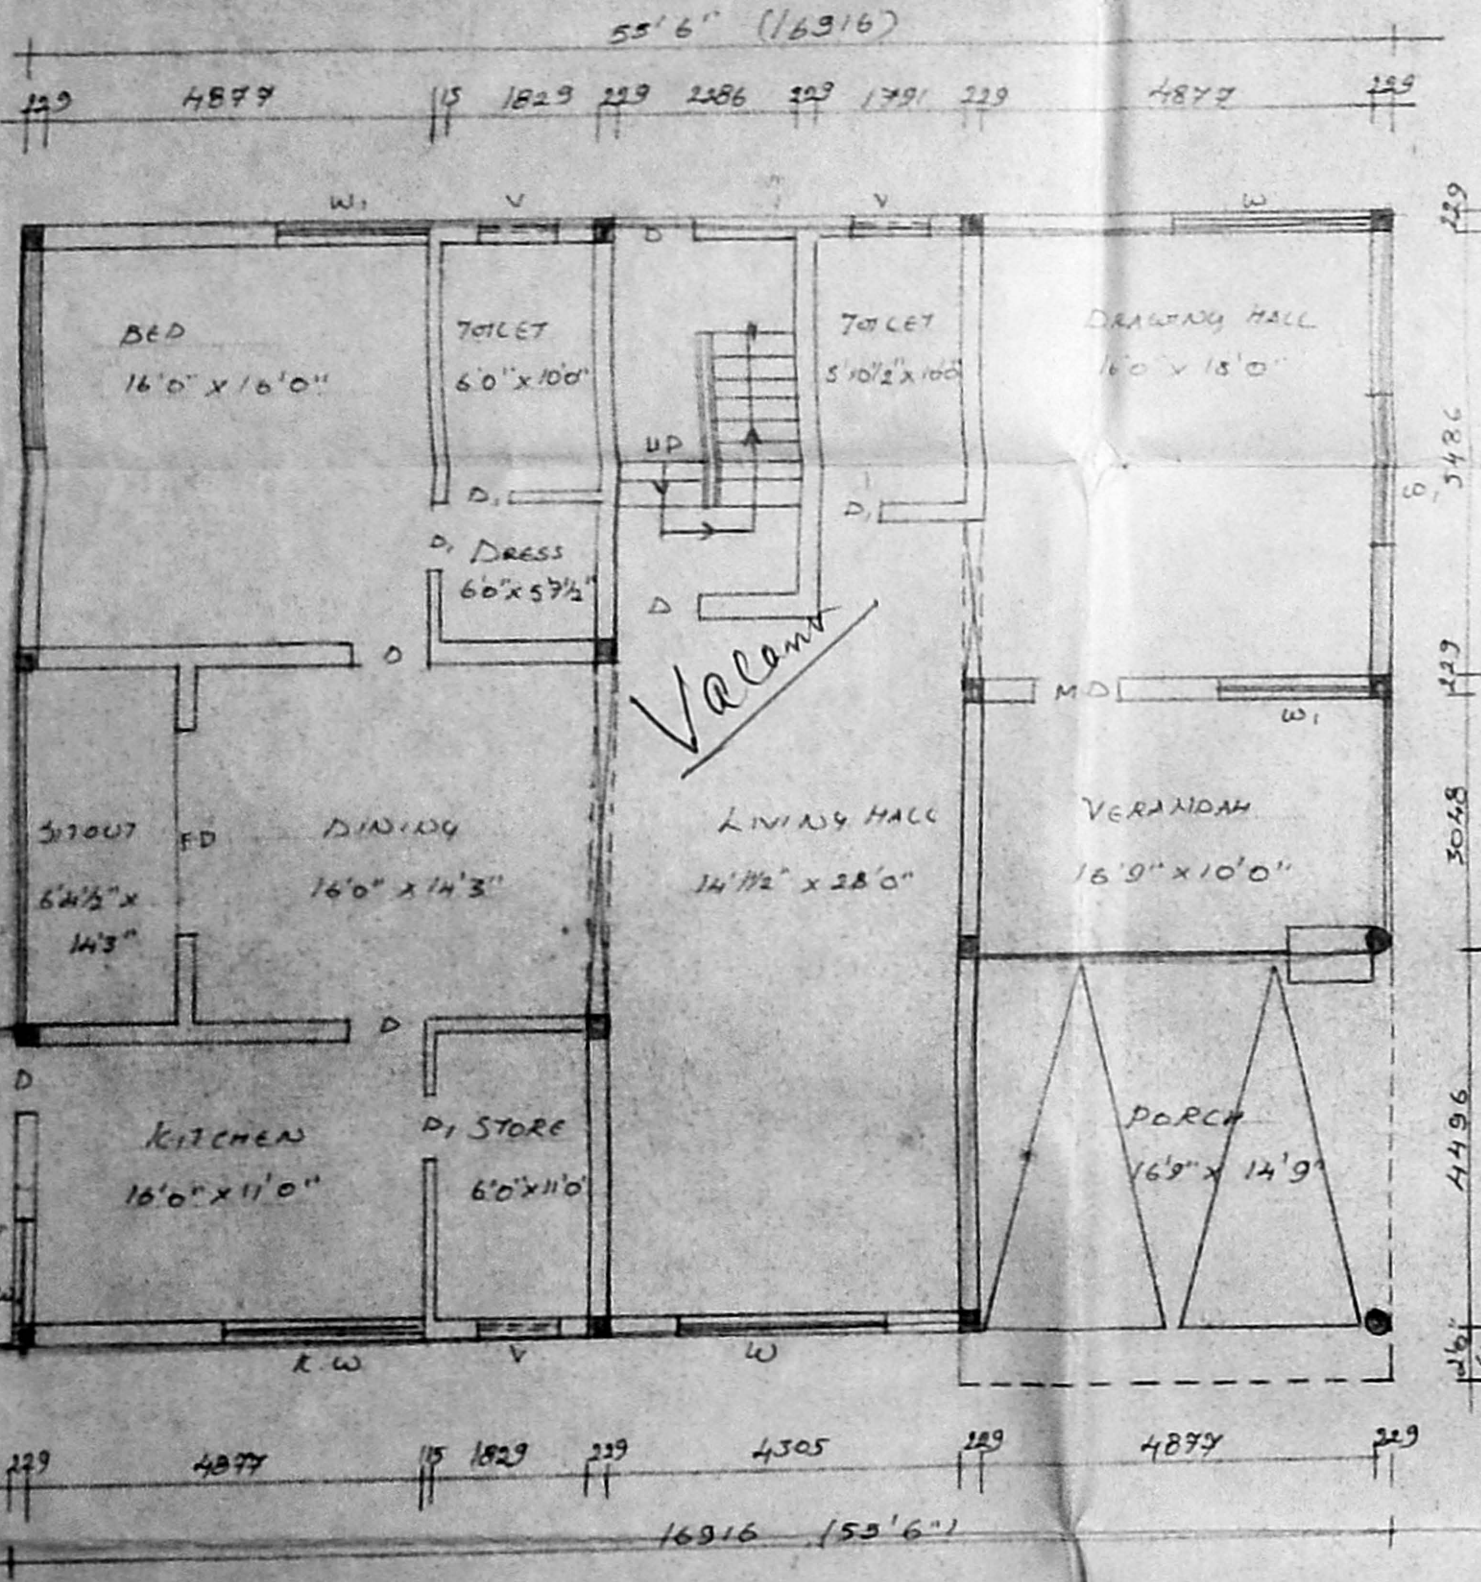 55'6" (16916)
229 4877 115 1829 229 2286 229 1791 229 4877 229
W1 V V W
D
229
BED
16'0" x 16'0"
TOILET
6'0" x 10'0"
TOILET
5'10½" x 10'0"
DRAWING HALL
16'0" x 18'0"
UP
5486
D1
D1
D1 DRESS
6'0" x 5'7½"
D
Vacant
D
MD
W1
229
SITOUT
6'4½" x
14'3"
FD
DINING
16'0" x 14'3"
LIVING HALL
14'1½" x 28'0"
VERANDAH
16'9" x 10'0"
3048
D
D
KITCHEN
16'0" x 11'0"
D1 STORE
6'0" x 11'0"
PORCH
16'9" x 14'9"
4496
K.W V W
2'6"
229 4877 115 1829 229 4305 229 4877 229
16916 (55'6")